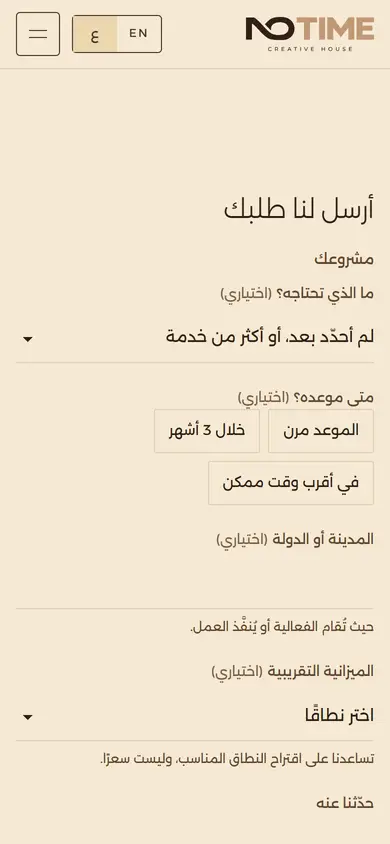 ع
EN
NOTIME
CREATIVE HOUSE
أرسل لنا طلبك
مشروعك
ما الذي تحتاجه؟ (اختياري)
لم أحدّد بعد، أو أكثر من خدمة
متى موعده؟ (اختياري)
الموعد مرن
خلال 3 أشهر
في أقرب وقت ممكن
المدينة أو الدولة (اختياري)
حيث تُقام الفعالية أو يُنفَّذ العمل.
الميزانية التقريبية (اختياري)
اختر نطاقًا
تساعدنا على اقتراح النطاق المناسب، وليست سعرًا.
حدّثنا عنه